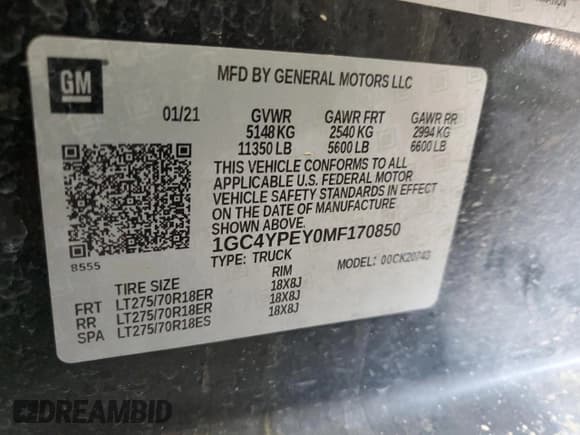 GM
MFD BY GENERAL MOTORS LLC
01/21 GVWR GAWR FRT GAWR RR
5148 KG 2540 KG 2994 KG
11350 LB 5600 LB 6600 LB
THIS VEHICLE CONFORMS TO ALL
APPLICABLE U.S. FEDERAL MOTOR
VEHICLE SAFETY STANDARDS IN EFFECT
ON THE DATE OF MANUFACTURE
SHOWN ABOVE.
1GC4YPEY0MF170850
TYPE: TRUCK MODEL: 00CK20743
8555
TIRE SIZE RIM
FRT LT275/70R18ER 18X8J
RR LT275/70R18ER 18X8J
SPA LT275/70R18ES 18X8J
DREAMBID